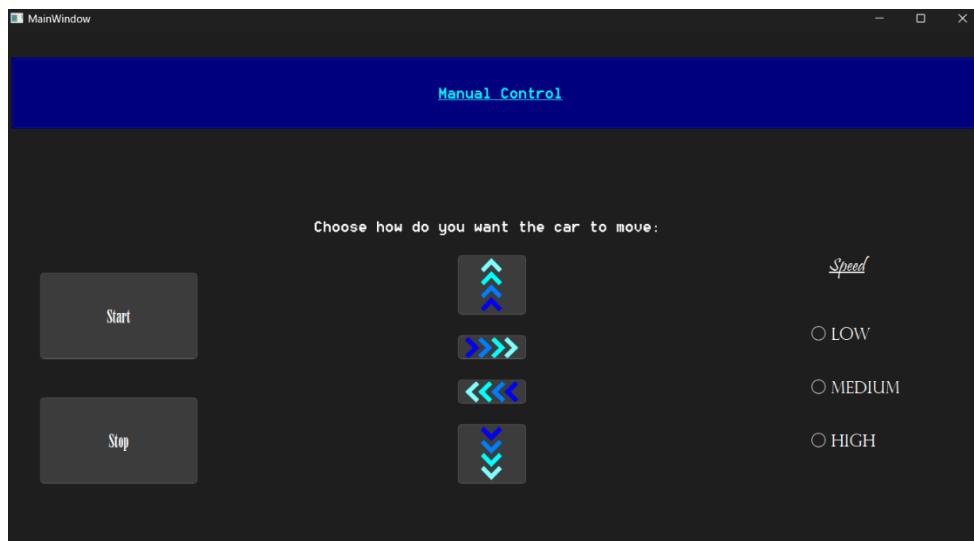 MainWindow
Manual Control
Choose how do you want the car to move:
Speed
Start
LOW
MEDIUM
Stop
HIGH